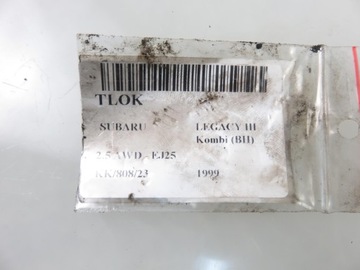 TLOK
SUBARU LEGACY III
Kombi (BH)
2.5 AWD EJ25
KK/808/23 1999